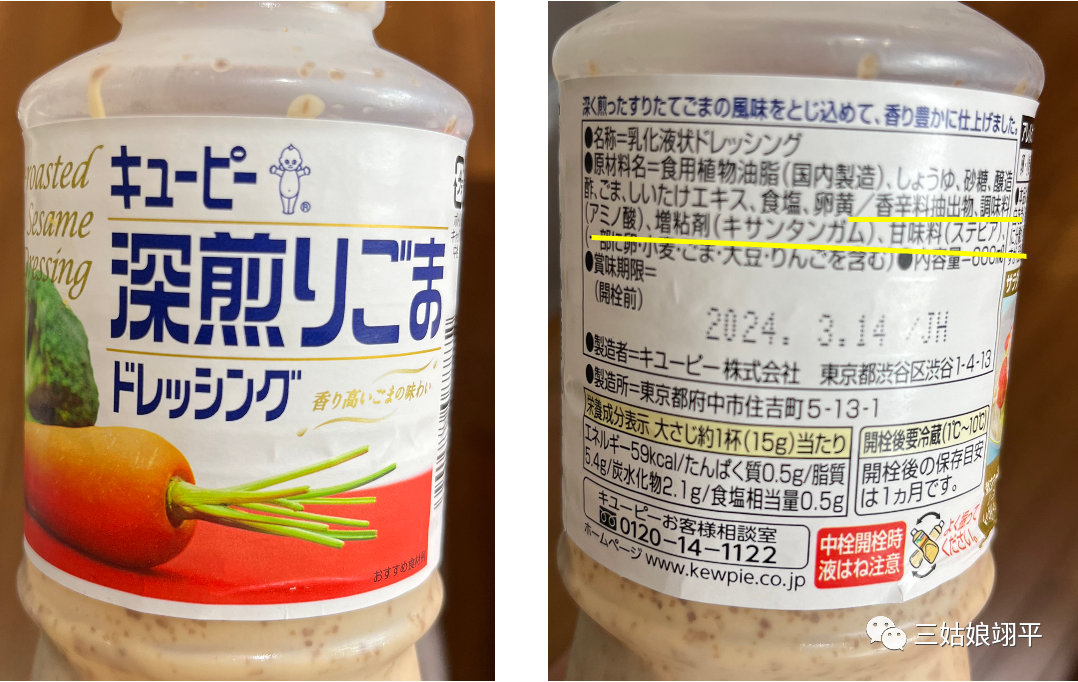 roasted
Sesame
ressing
キユーピー
®
深煎りごま
ドレッシング
香り高いごまの味わい
おすすめ食材例
深く煎ったすりたてごまの風味をとじ込めて、香り豊かに仕上げました。
●名称=乳化液状ドレッシング
●原材料名=食用植物油脂(国内製造)、しょうゆ、砂糖、醸造
酢、ごま、しいたけエキス、食塩、卵黄/香辛料抽出物、調味料
(アミノ酸)、増粘剤(キサンタンガム)、甘味料(ステビア)、
(一部に卵・小麦・ごま・大豆・りんごを含む)●内容量=600ml
●賞味期限=
(開栓前)
2024. 3.14 /JH
●製造者=キユーピー株式会社 東京都渋谷区渋谷1-4-13
●製造所=東京都府中市住吉町5-13-1
栄養成分表示 大さじ約1杯(15g)当たり
エネルギー59kcal/たんぱく質0.5g/脂質
5.4g/炭水化物2.1g/食塩相当量0.5g
開栓後要冷蔵(1℃~10℃)
開栓後の保存目安
は1ヵ月です。
キユーピーお客様相談室
0120-14-1122
ホームページ www.kewpie.co.jp
中栓開栓時
液はね注意
よく振って
ください。
三姑娘翊平